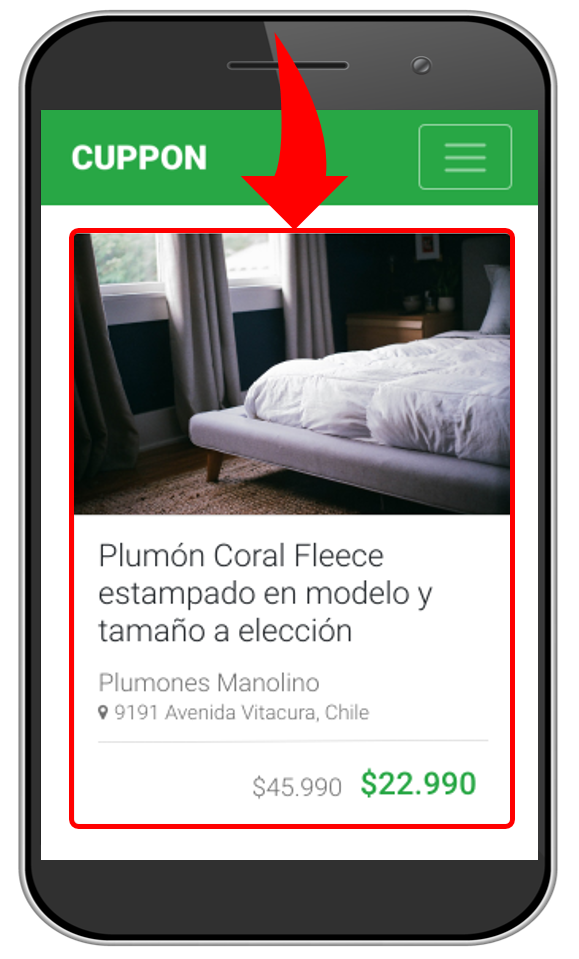 CUPPON
Plumón Coral Fleece
estampado en modelo y
tamaño a elección
Plumones Manolino
9191 Avenida Vitacura, Chile
$45.990 $22.990